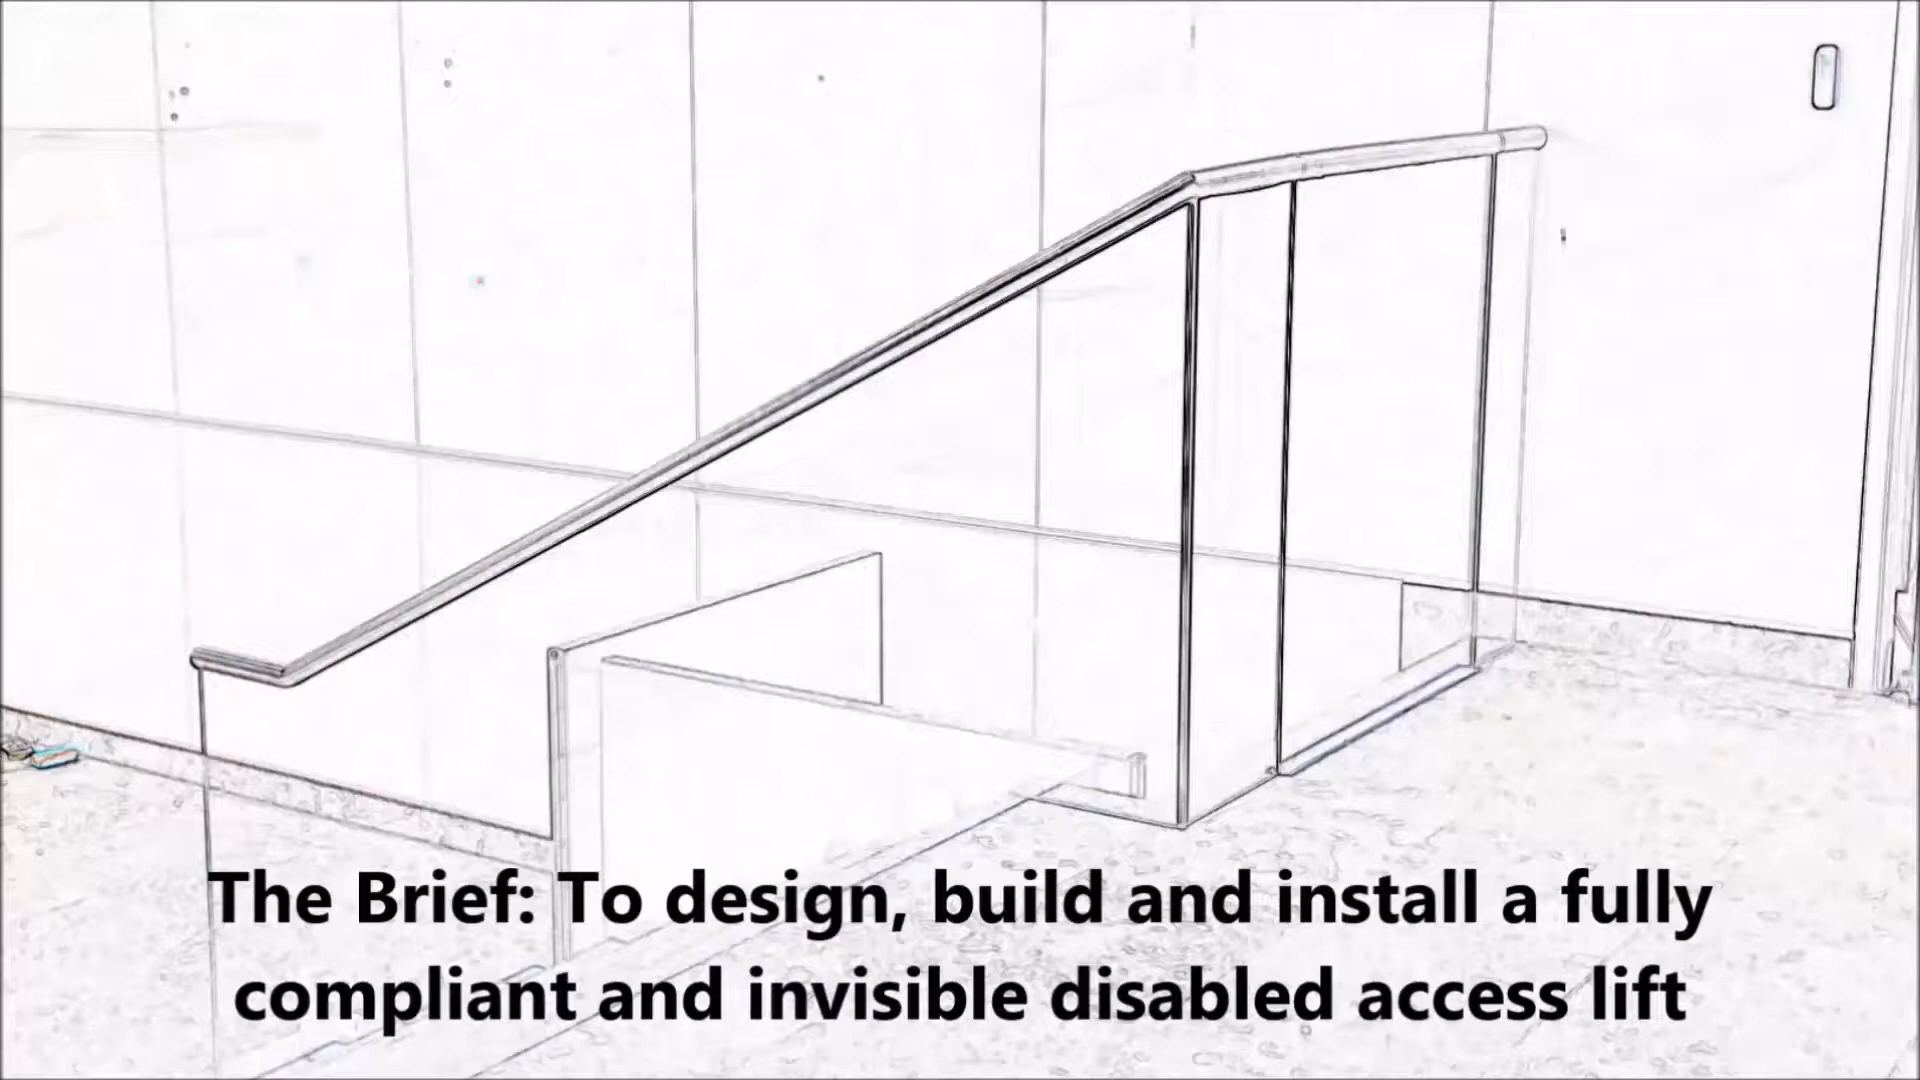 The Brief: To design, build and install a fully
compliant and invisible disabled access lift